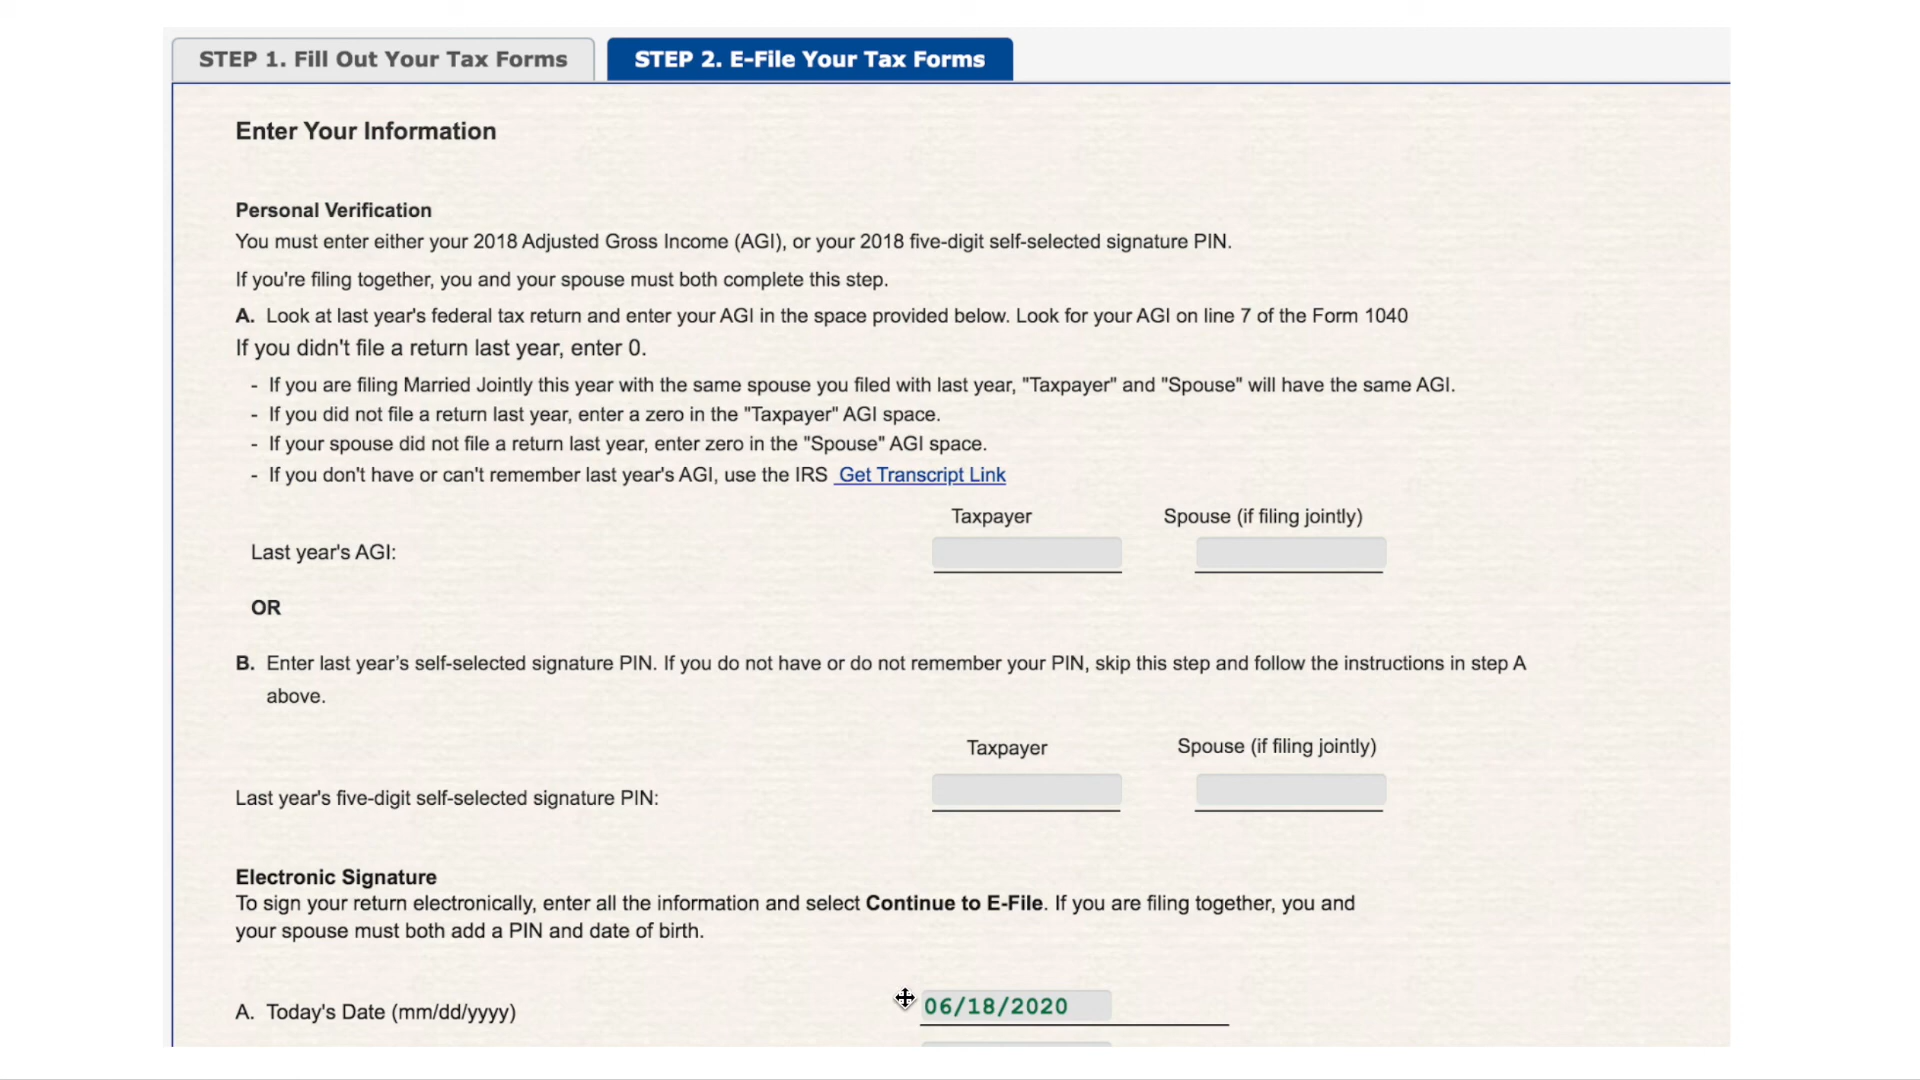 STEP 1. Fill Out Your Tax Forms
STEP 2. E-File Your Tax Forms
Enter Your Information
Personal Verification
You must enter either your 2018 Adjusted Gross Income (AGI), or your 2018 five-digit self-selected signature PIN.
If you're filing together, you and your spouse must both complete this step.
A. Look at last year's federal tax return and enter your AGI in the space provided below. Look for your AGI on line 7 of the Form 1040
If you didn't file a return last year, enter 0.
- If you are filing Married Jointly this year with the same spouse you filed with last year, "Taxpayer" and "Spouse" will have the same AGI.
- If you did not file a return last year, enter a zero in the "Taxpayer" AGI space.
- If your spouse did not file a return last year, enter zero in the "Spouse" AGI space.
- If you don't have or can't remember last year's AGI, use the IRS Get Transcript Link
Taxpayer Spouse (if filing jointly)
Last year's AGI:
OR
B. Enter last year's self-selected signature PIN. If you do not have or do not remember your PIN, skip this step and follow the instructions in step A
above.
Taxpayer Spouse (if filing jointly)
Last year's five-digit self-selected signature PIN:
Electronic Signature
To sign your return electronically, enter all the information and select Continue to E-File. If you are filing together, you and
your spouse must both add a PIN and date of birth.
A. Today's Date (mm/dd/yyyy) 06/18/2020